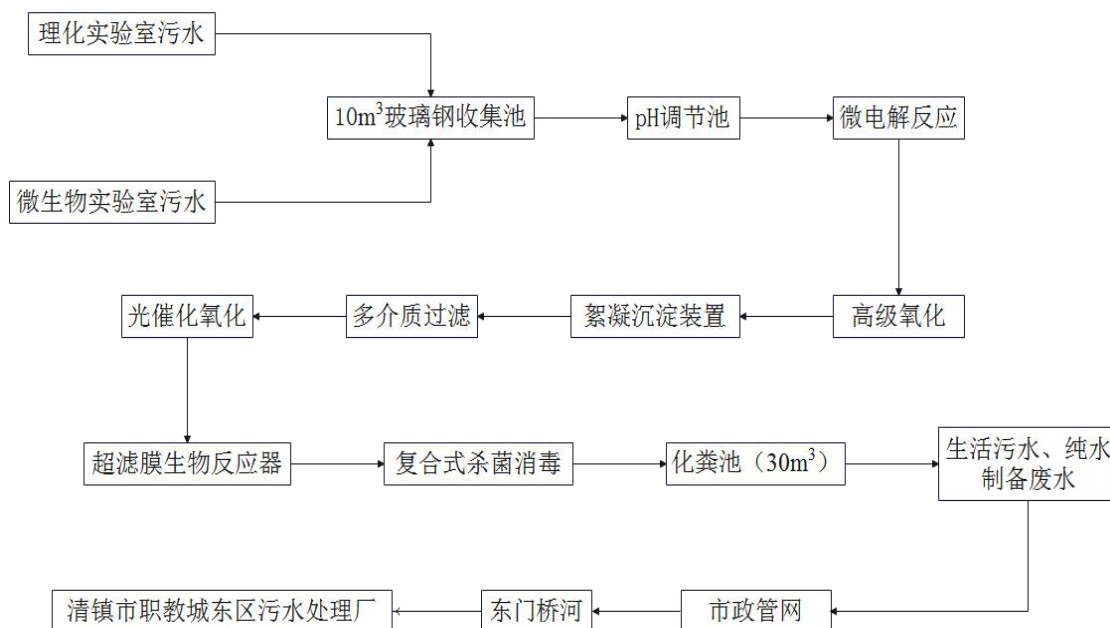 理化实验室污水
10m³玻璃钢收集池
pH调节池
微电解反应
微生物实验室污水
光催化氧化
多介质过滤
絮凝沉淀装置
高级氧化
超滤膜生物反应器
复合式杀菌消毒
化粪池（30m³）
生活污水、纯水
制备废水
清镇市职教城东区污水处理厂
东门桥河
市政管网